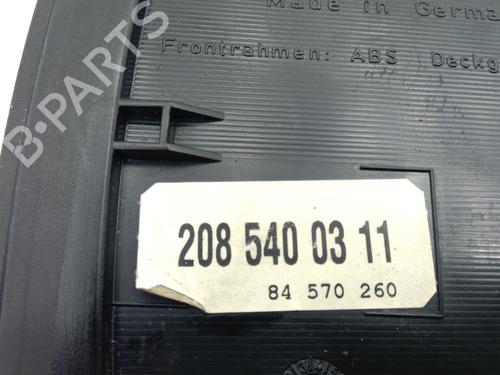 Made in Germa
Frontrahmen: ABS Deckg
B-PARTS
208 540 03 11
84 570 260